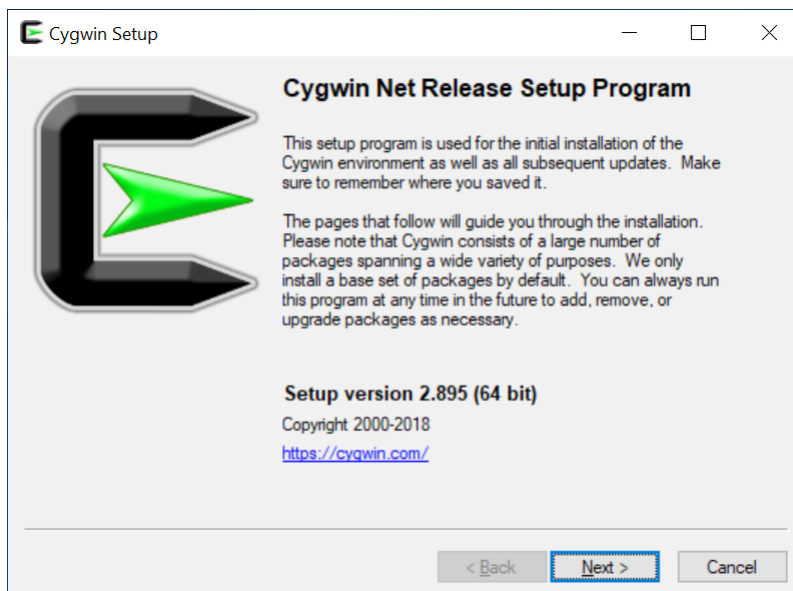 Cygwin Setup
Cygwin Net Release Setup Program
This setup program is used for the initial installation of the
Cygwin environment as well as all subsequent updates.  Make
sure to remember where you saved it.
The pages that follow will guide you through the installation.
Please note that Cygwin consists of a large number of
packages spanning a wide variety of purposes.  We only
install a base set of packages by default.  You can always run
this program at any time in the future to add, remove, or
upgrade packages as necessary.
Setup version 2.895 (64 bit)
Copyright 2000-2018
https://cygwin.com/
< Back
Next >
Cancel